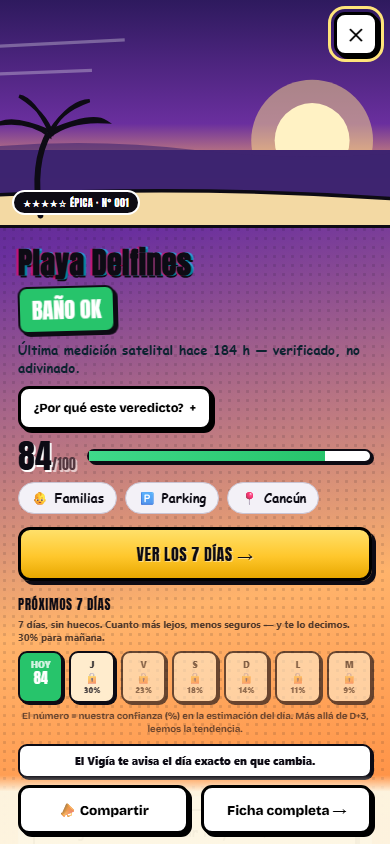 ★★★★☆ ÉPICA · Nº 001
Playa Delfines
BAÑO OK
Última medición satelital hace 184 h — verificado, no
adivinado.
¿Por qué este veredicto? +
84/100
Familias
P Parking
Cancún
VER LOS 7 DÍAS →
PRÓXIMOS 7 DÍAS
7 días, sin huecos. Cuanto más lejos, menos seguros — y te lo decimos.
30% para mañana.
HOY J V S D L M
84 30% 23% 18% 14% 11% 9%
El número = nuestra confianza (%) en la estimación del día. Más allá de D+3,
leemos la tendencia.
El Vigía te avisa el día exacto en que cambia.
Compartir
Ficha completa →